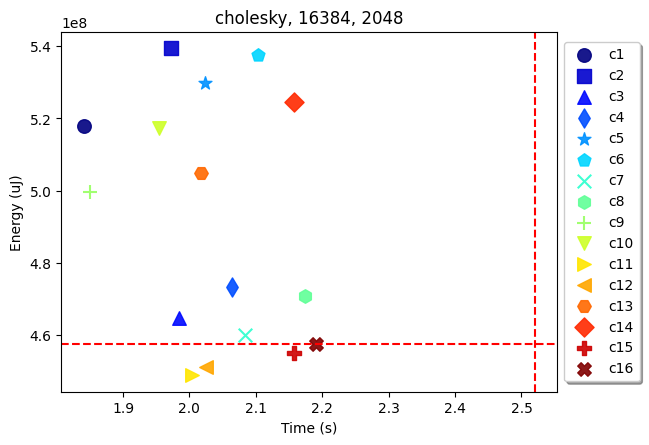 cholesky, 16384, 2048
1e8
5.4
5.2
5.0
4.8
4.6
Energy (uJ)
1.9
2.0
2.1
2.2
2.3
2.4
2.5
Time (s)
c1
c2
c3
c4
c5
c6
c7
c8
c9
c10
c11
c12
c13
c14
c15
c16